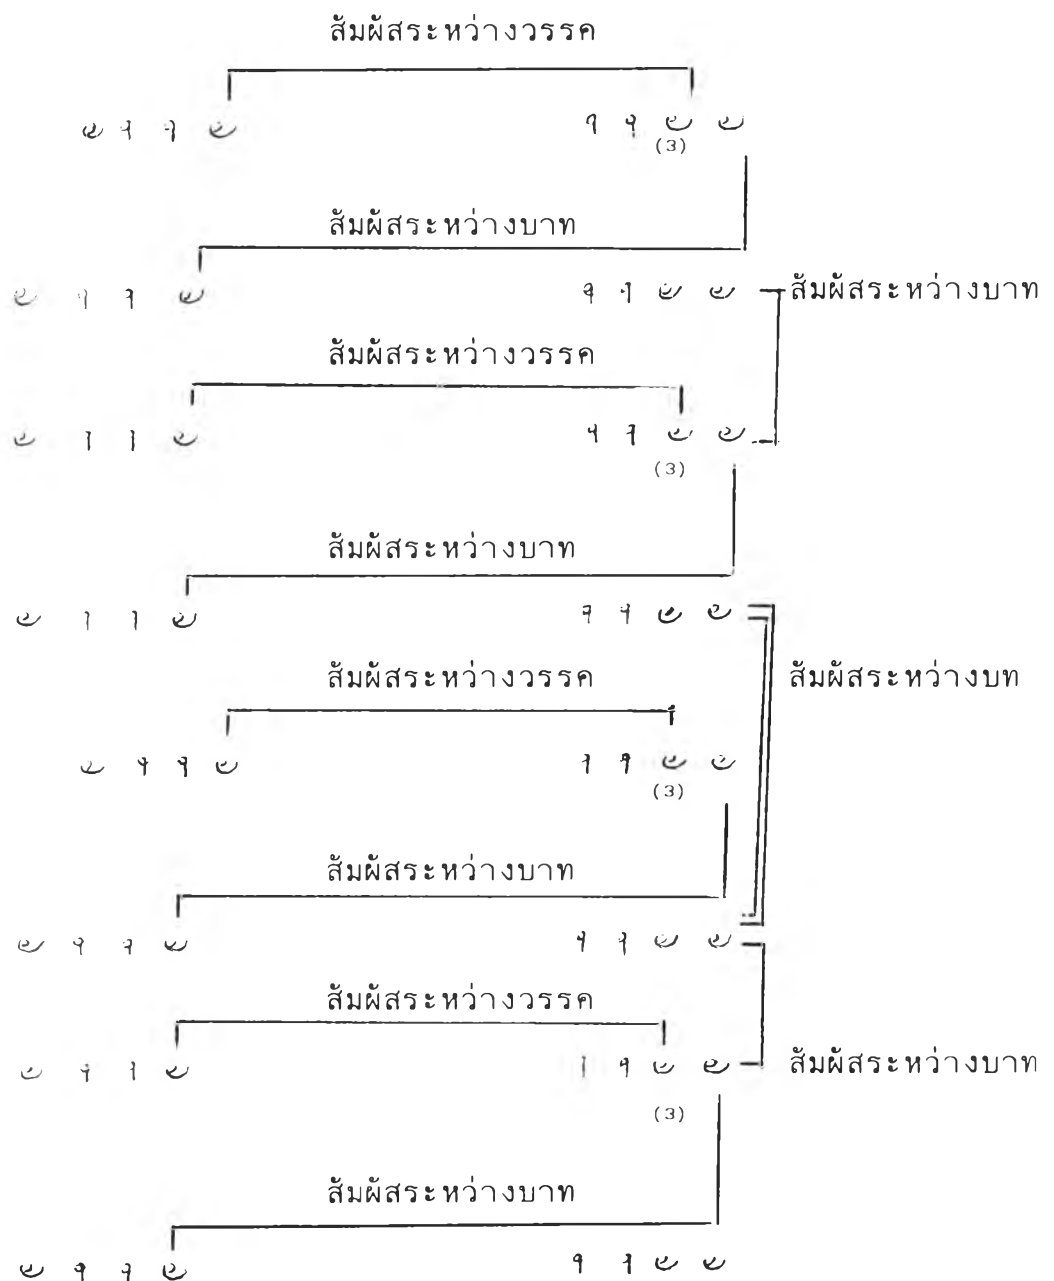 สัมผัสระหว่างวรรค
ั ุ ุ ั ุ ุ ั ั
(3)
สัมผัสระหว่างบาท
ั ุ ุ ั ุ ุ ั ั สัมผัสระหว่างบาท
สัมผัสระหว่างวรรค
ั ุ ุ ั ุ ุ ั ั
(3)
สัมผัสระหว่างบาท
ั ุ ุ ั ุ ุ ั ั
สัมผัสระหว่างวรรค สัมผัสระหว่างบท
ั ุ ุ ั ุ ุ ั ั
(3)
สัมผัสระหว่างบาท
ั ุ ุ ั ุ ุ ั ั
สัมผัสระหว่างวรรค
ั ุ ุ ั ุ ุ ั ั สัมผัสระหว่างบาท
(3)
สัมผัสระหว่างบาท
ั ุ ุ ั ุ ุ ั ั